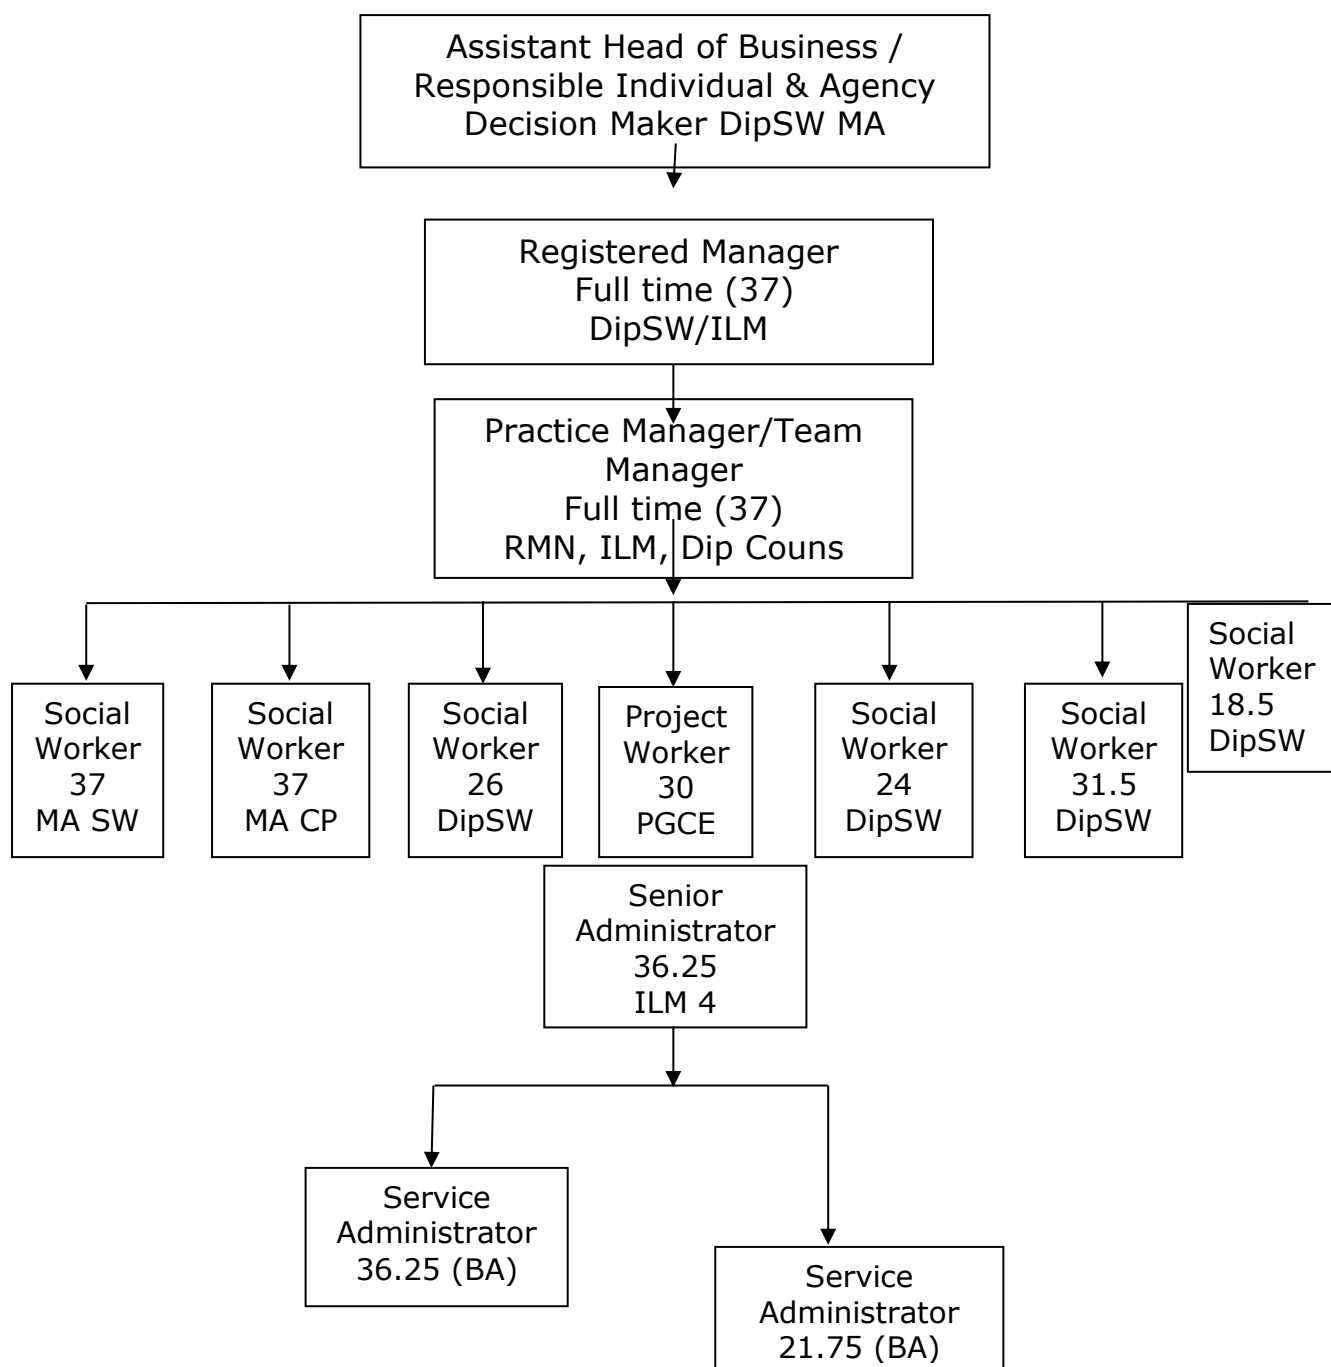 Assistant Head of Business /
Responsible Individual & Agency
Decision Maker DipSW MA
Registered Manager
Full time (37)
DipSW/ILM
Practice Manager/Team
Manager
Full time (37)
RMN, ILM, Dip Couns
Social
Worker
37
MA SW
Social
Worker
37
MA CP
Social
Worker
26
DipSW
Project
Worker
30
PGCE
Social
Worker
24
DipSW
Social
Worker
31.5
DipSW
Social
Worker
18.5
DipSW
Senior
Administrator
36.25
ILM 4
Service
Administrator
36.25 (BA)
Service
Administrator
21.75 (BA)